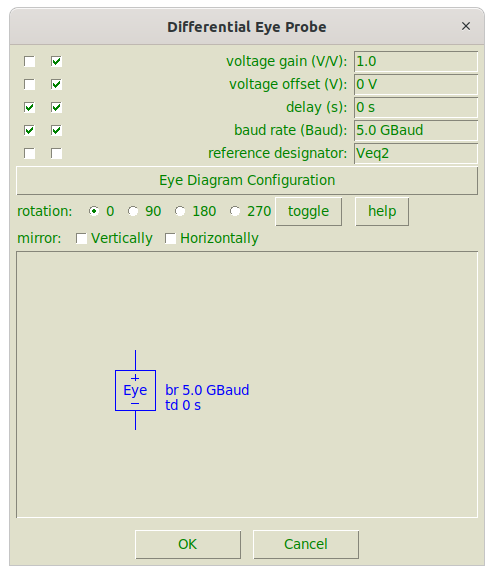 Differential Eye Probe ×
voltage gain (V/V): 1.0
voltage offset (V): 0 V
delay (s): 0 s
baud rate (Baud): 5.0 GBaud
reference designator: Veq2
Eye Diagram Configuration
rotation: 0 90 180 270 toggle help
mirror: Vertically Horizontally
+
Eye br 5.0 GBaud
− td 0 s
OK Cancel